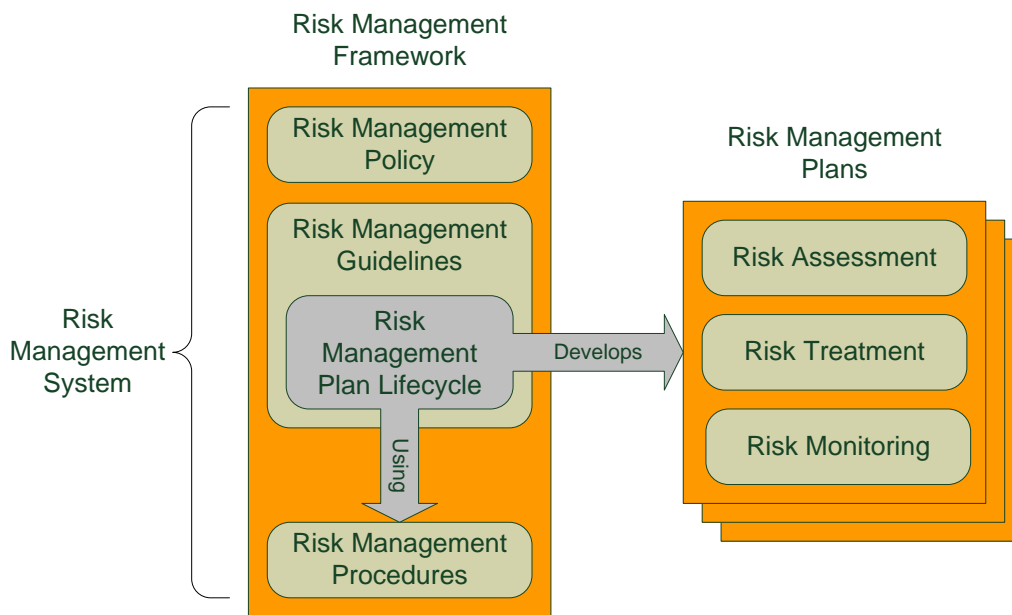 Risk Management
Framework
Risk Management
Policy
Risk Management
Guidelines
Risk
Management
Plan Lifecycle
Using
Risk Management
Procedures
Risk
Management
System
Develops
Risk Management
Plans
Risk Assessment
Risk Treatment
Risk Monitoring